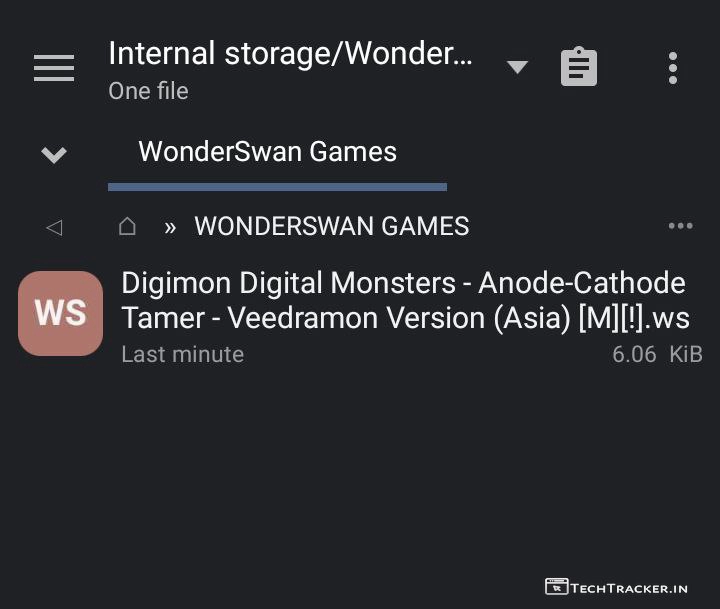 Internal storage/Wonder...
One file
WonderSwan Games
» WONDERSWAN GAMES
WS
Digimon Digital Monsters - Anode-Cathode
Tamer - Veedramon Version (Asia) [M][!].ws
Last minute 6.06 KiB
TECHTRACKER.IN